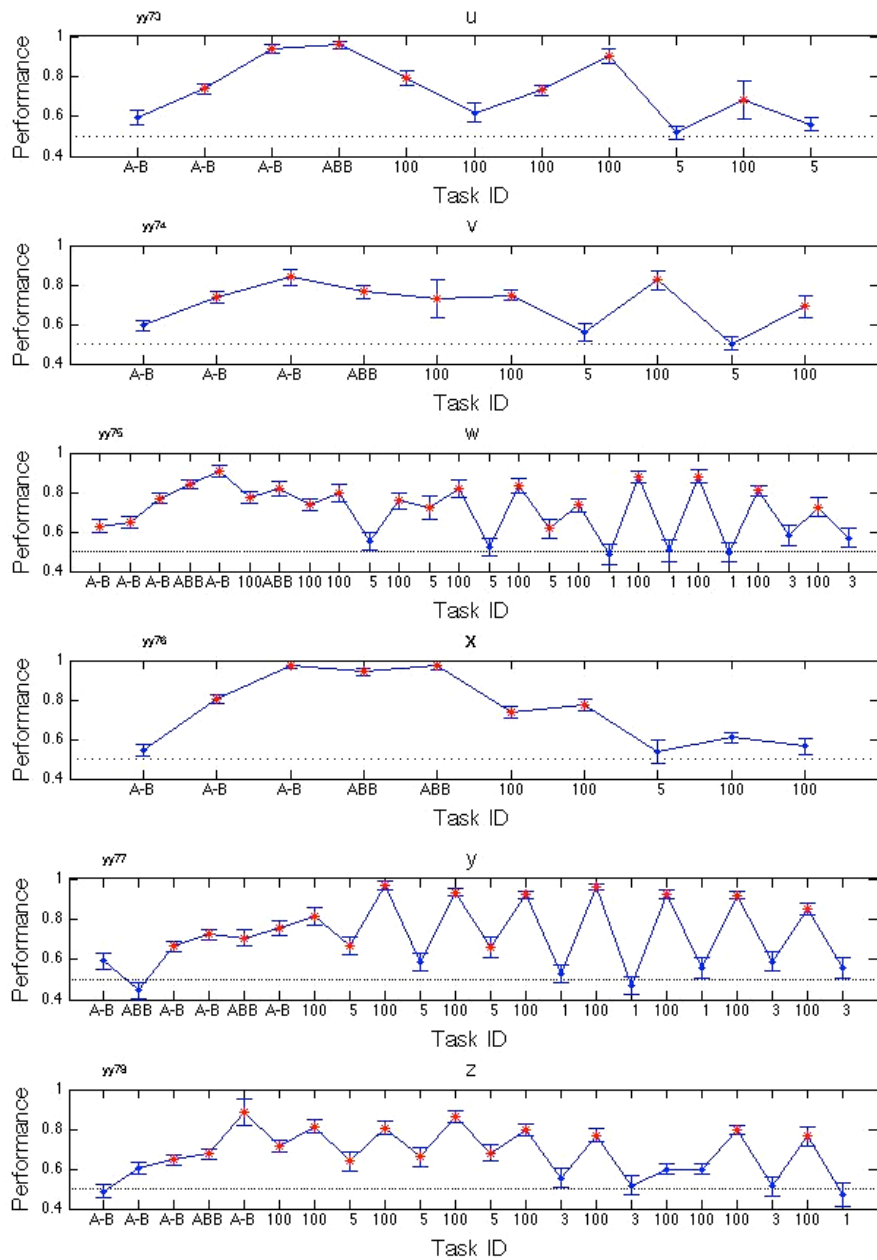 yy73 u
1
0.8
0.6
0.4
Performance
A-B A-B A-B ABB 100 100 100 100 5 100 5
Task ID
yy74 v
1
0.8
0.6
0.4
Performance
A-B A-B A-B ABB 100 100 5 100 5 100
Task ID
yy75 w
1
0.8
0.6
0.4
Performance
A-B A-B A-B ABB A-B 100 ABB 100 100 5 100 5 100 5 100 5 100 1 100 1 100 1 100 3 100 3
Task ID
yy76 x
1
0.8
0.6
0.4
Performance
A-B A-B A-B ABB ABB 100 100 5 100 100
Task ID
yy77 y
1
0.8
0.6
0.4
Performance
A-B ABB A-B A-B ABB A-B 100 5 100 5 100 5 100 1 100 1 100 1 100 3 100 3
Task ID
yy79 z
1
0.8
0.6
0.4
Performance
A-B A-B A-B ABB A-B 100 100 5 100 5 100 5 100 3 100 3 100 100 100 3 100 1
Task ID